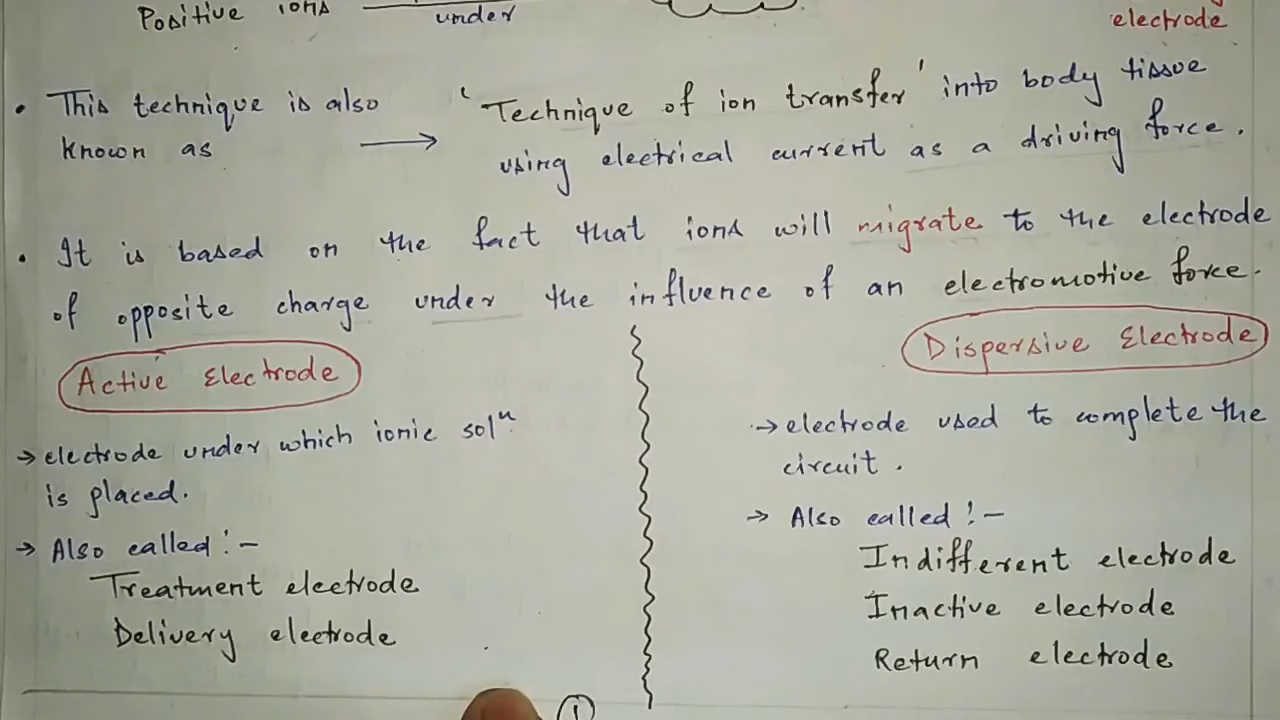 Positive ions
under
electrode
• This technique is also
known as → 'Technique of ion transfer' into body tissue
using electrical current as a driving force.
• It is based on the fact that ions will migrate to the electrode
of opposite charge under the influence of an electromotive force.
Active Electrode
→ electrode under which ionic solⁿ
is placed.
→ Also called :-
Treatment electrode
Delivery electrode
Dispersive Electrode
→ electrode used to complete the
circuit.
→ Also called :-
Indifferent electrode
Inactive electrode
Return electrode
1